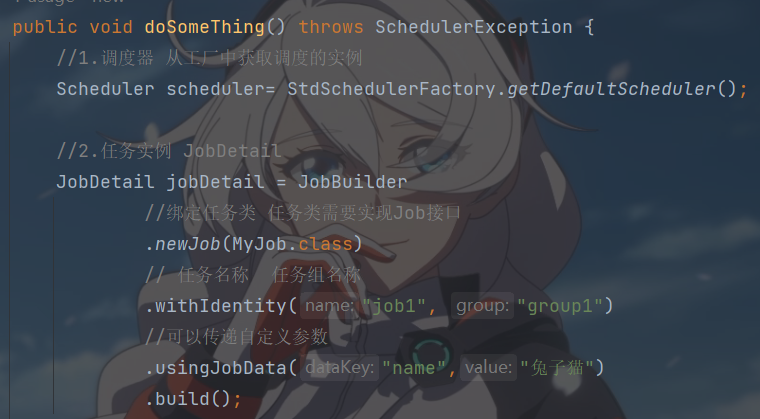 public void doSomeThing() throws SchedulerException {
//1.调度器 从工厂中获取调度的实例
Scheduler scheduler= StdSchedulerFactory.getDefaultScheduler();
//2.任务实例 JobDetail
JobDetail jobDetail = JobBuilder
//绑定任务类 任务类需要实现Job接口
.newJob(MyJob.class)
// 任务名称  任务组名称
.withIdentity( name: "job1", group: "group1")
//可以传递自定义参数
.usingJobData( dataKey: "name", value: "兔子猫")
.build();